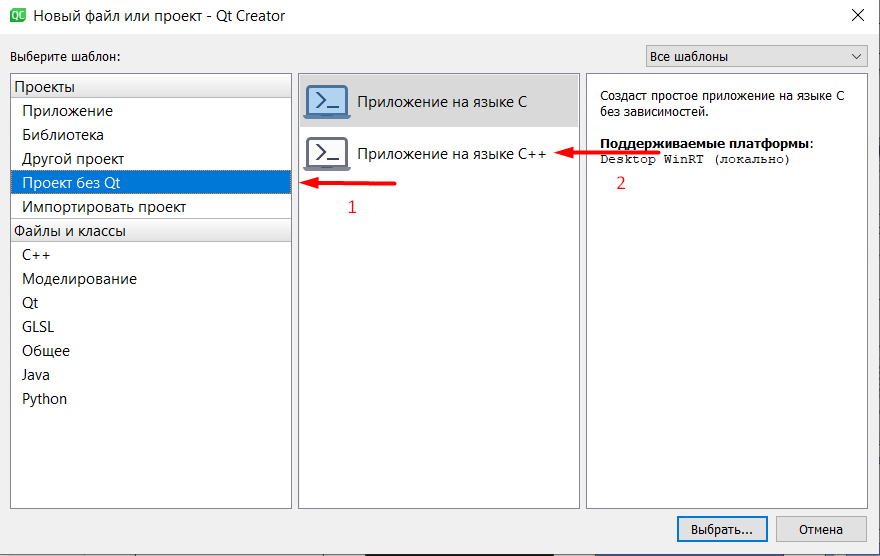 QC Новый файл или проект - Qt Creator
Выберите шаблон:
Все шаблоны
Проекты
Приложение
Библиотека
Другой проект
Проект без Qt
Импортировать проект
Файлы и классы
C++
Моделирование
Qt
GLSL
Общее
Java
Python
Приложение на языке C
Приложение на языке C++
1
Создаст простое приложение на языке C
без зависимостей.
Поддерживаемые платформы:
Desktop WinRT (локально)
2
Выбрать...
Отмена